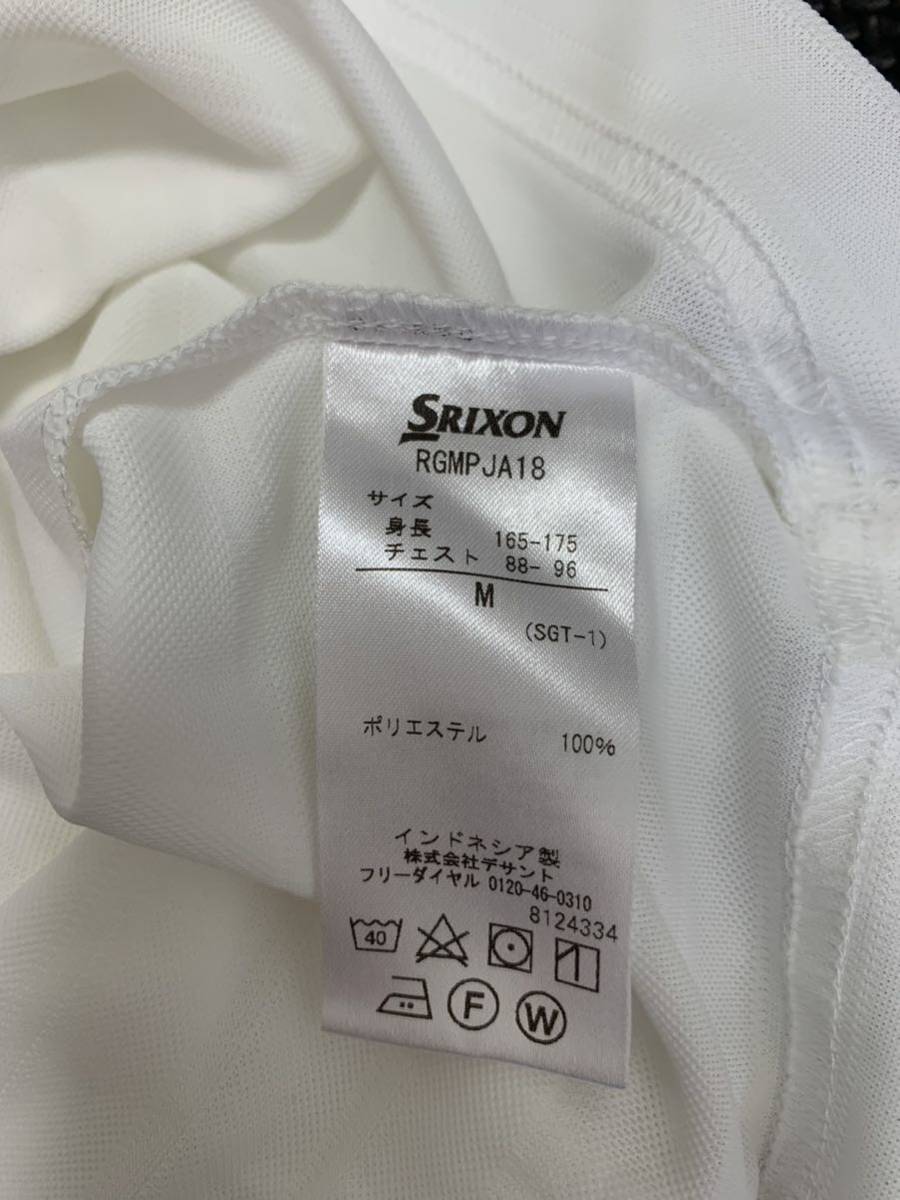 SRIXON
RGMPJA18
サイズ
身長 165-175
チェスト 88- 96
M
(SGT-1)
ポリエステル 100%
インドネシア製
株式会社デサント
フリーダイヤル 0120-46-0310
8124334
40
F W